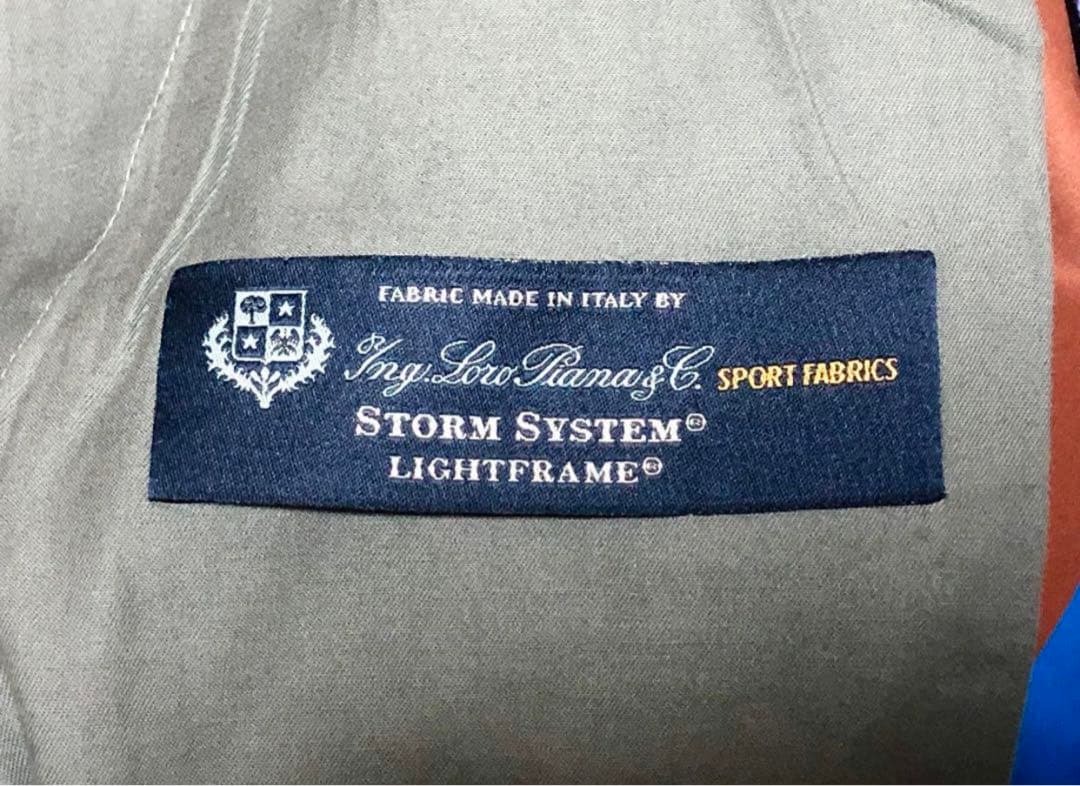 FABRIC MADE IN ITALY BY
Ing. Loro Piana & C. SPORT FABRICS
STORM SYSTEM®
LIGHTFRAME®